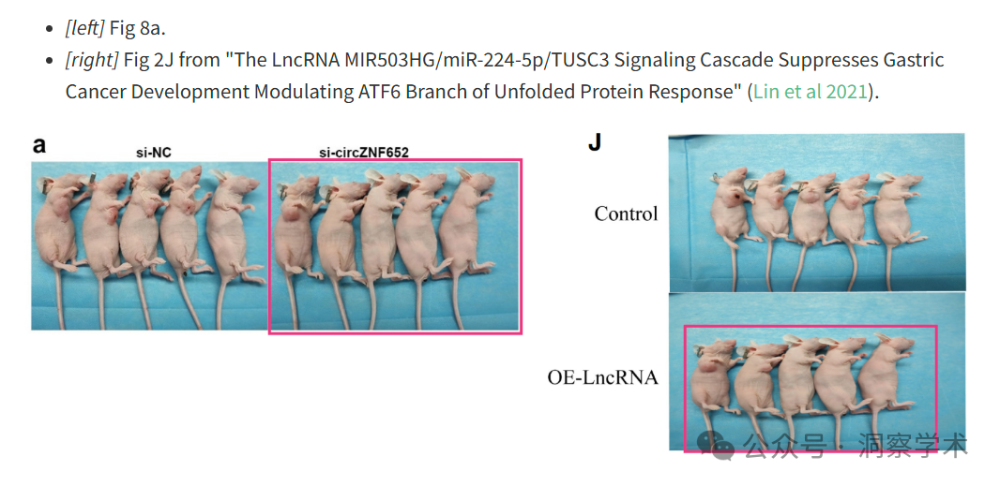 [left] Fig 8a.
[right] Fig 2J from "The LncRNA MIR503HG/miR-224-5p/TUSC3 Signaling Cascade Suppresses Gastric
Cancer Development Modulating ATF6 Branch of Unfolded Protein Response" (Lin et al 2021).
a
si-NC
si-circZNF652
J
Control
OE-LncRNA
公众号 · 洞察学术